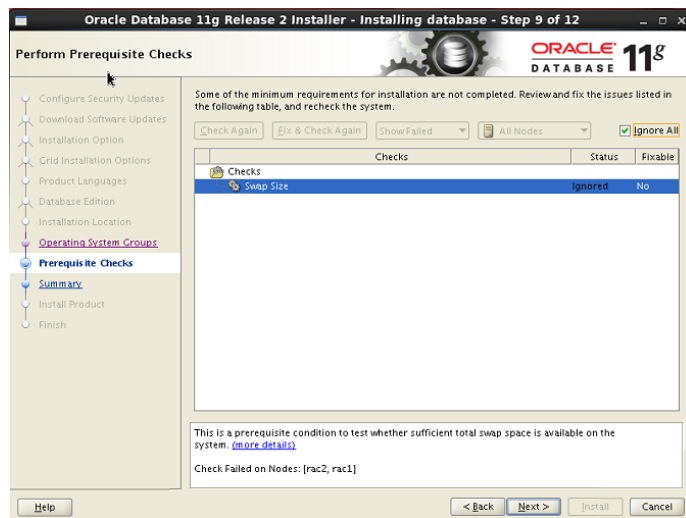 Oracle Database 11g Release 2 Installer - Installing database - Step 9 of 12
Perform Prerequisite Checks
ORACLE 11g
DATABASE
Configure Security Updates
Download Software Updates
Installation Option
Grid Installation Options
Product Languages
Database Edition
Installation Location
Operating System Groups
Prerequisite Checks
Summary
Install Product
Finish
Some of the minimum requirements for installation are not completed. Review and fix the issues listed in
the following table, and recheck the system.
Check Again Fix & Check Again Show Failed All Nodes Ignore All
Checks Status Fixable
Checks
Swap Size Ignored No
This is a prerequisite condition to test whether sufficient total swap space is available on the
system. (more details)
Check Failed on Nodes: [rac2, rac1]
Help < Back Next > Install Cancel